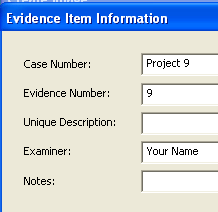 Evidence Item Information
Case Number: Project 9
Evidence Number: 9
Unique Description:
Examiner: Your Name
Notes: